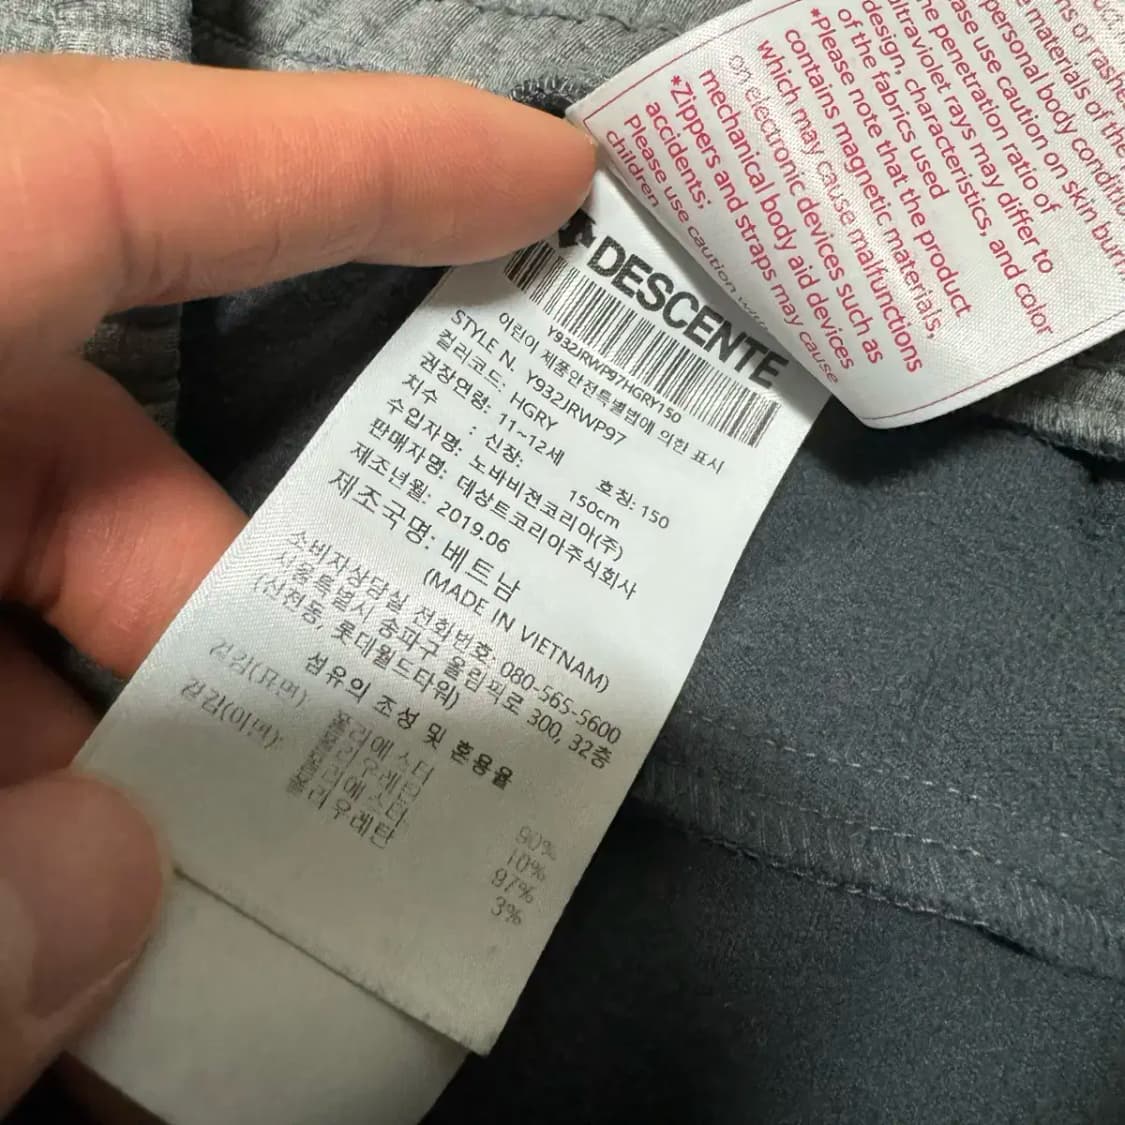 DESCENTE
Y932JRWP97HGRY150
어린이 제품안전특별법에 의한 표시
STYLE N. Y932JRWP97
컬러코드: HGRY
권장연령: 11~12세 호칭: 150
치수 : 신장: 150cm
수입자명: 노바비젼코리아(주)
판매자명: 데상트코리아주식회사
제조년월: 2019.06
제조국명: 베트남
(MADE IN VIETNAM)
소비자상담실 전화번호: 080-565-5600
서울특별시 송파구 올림픽로 300, 32층
(신천동, 롯데월드타워)
섬유의 조성 및 혼용율
겉감(표면): 폴리에스터 90%
폴리우레탄 10%
겉감(이면): 폴리에스터 97%
폴리우레탄 3%
materials of the
personal body conditio
use caution on skin bur
penetration ratio of
ultraviolet rays may differ to
design, characteristics, and color
of the fabrics used
*Please note that the product
contains magnetic materials,
which may cause malfunctions
on electronic devices such as
mechanical body aid devices
*Zippers and straps may cause
accidents;
Please use caution
children